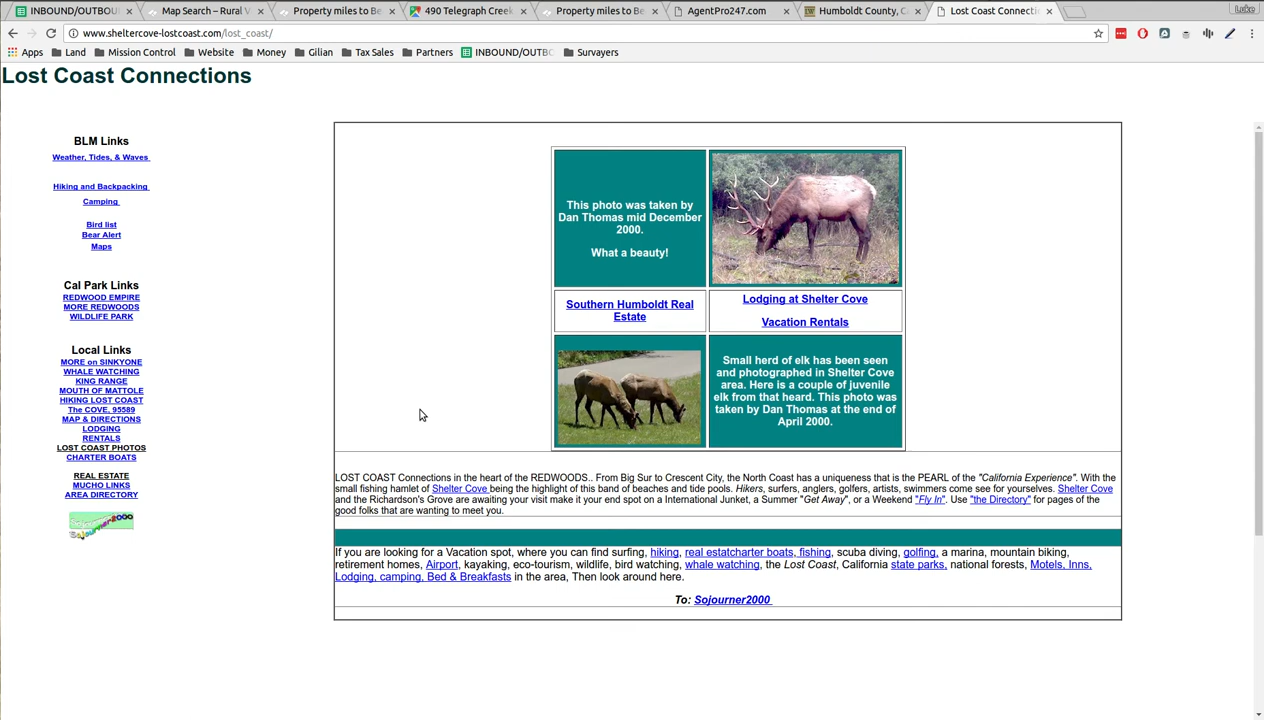 INBOUND/OUTBOU
Map Search – Rural V
Property miles to Be
490 Telegraph Creek
Property miles to Be
AgentPro247.com
Humboldt County, C
Lost Coast Connecti
Luke
www.sheltercove-lostcoast.com/lost_coast/
Apps
Land
Mission Control
Website
Money
Gilian
Tax Sales
Partners
INBOUND/OUTBO
Survayers
Lost Coast Connections
BLM Links
Weather, Tides, & Waves
Hiking and Backpacking
Camping
Bird list
Bear Alert
Maps
Cal Park Links
REDWOOD EMPIRE
MORE REDWOODS
WILDLIFE PARK
Local Links
MORE on SINKYONE
WHALE WATCHING
KING RANGE
MOUTH OF MATTOLE
HIKING LOST COAST
The COVE, 95589
MAP & DIRECTIONS
LODGING
RENTALS
LOST COAST PHOTOS
CHARTER BOATS
REAL ESTATE
MUCHO LINKS
AREA DIRECTORY
Sojourner2000
This photo was taken by
Dan Thomas mid December
2000.
What a beauty!
Southern Humboldt Real
Estate
Lodging at Shelter Cove
Vacation Rentals
Small herd of elk has been seen
and photographed in Shelter Cove
area. Here is a couple of juvenile
elk from that heard. This photo was
taken by Dan Thomas at the end of
April 2000.
LOST COAST Connections in the heart of the REDWOODS.. From Big Sur to Crescent City, the North Coast has a uniqueness that is the PEARL of the "California Experience". With the
small fishing hamlet of Shelter Cove being the highlight of this band of beaches and tide pools. Hikers, surfers, anglers, golfers, artists, swimmers come see for yourselves. Shelter Cove
and the Richardson's Grove are awaiting your visit make it your end spot on a International Junket, a Summer "Get Away", or a Weekend "Fly In". Use "the Directory" for pages of the
good folks that are wanting to meet you.
If you are looking for a Vacation spot, where you can find surfing, hiking, real estatcharter boats, fishing, scuba diving, golfing, a marina, mountain biking,
retirement homes, Airport, kayaking, eco-tourism, wildlife, bird watching, whale watching, the Lost Coast, California state parks, national forests, Motels, Inns,
Lodging, camping, Bed & Breakfasts in the area, Then look around here.
To: Sojourner2000